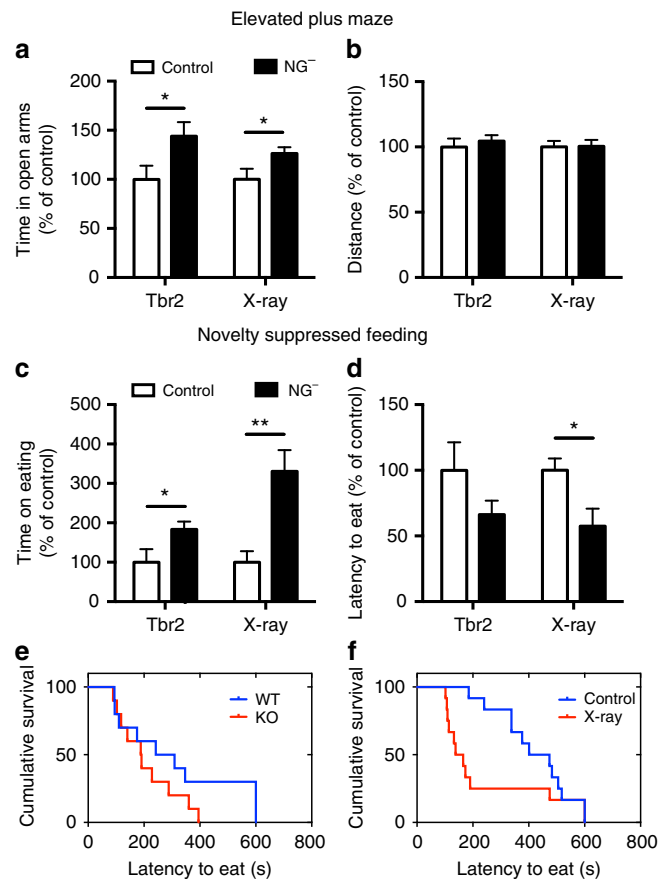 Elevated plus maze
a
Control
NG⁻
Time in open arms
(% of control)
200
150
100
50
0
*
*
Tbr2
X-ray
b
Distance (% of control)
150
100
50
0
Tbr2
X-ray
Novelty suppressed feeding
c
Control
NG⁻
Time on eating
(% of control)
500
400
300
200
100
0
*
**
Tbr2
X-ray
d
Latency to eat (% of control)
150
100
50
0
*
Tbr2
X-ray
e
Cumulative survival
100
50
0
WT
KO
0 200 400 600 800
Latency to eat (s)
f
Cumulative survival
100
50
0
Control
X-ray
0 200 400 600 800
Latency to eat (s)